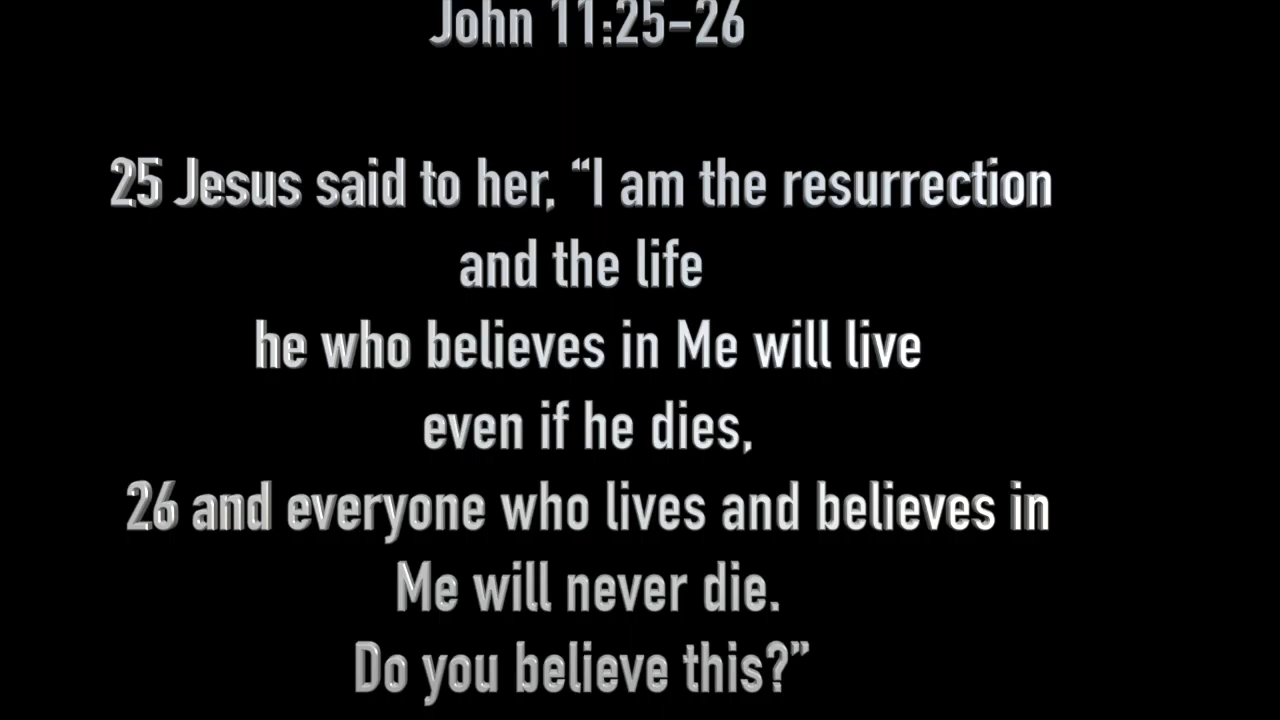 John 11:25–26
25 Jesus said to her, “I am the resurrection
and the life
he who believes in Me will live
even if he dies,
26 and everyone who lives and believes in
Me will never die.
Do you believe this?”